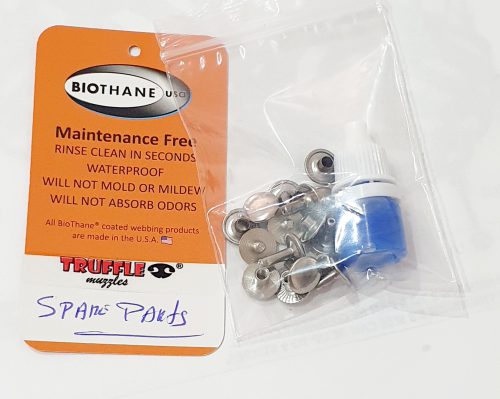 BIOTHANE USA
Maintenance Free
RINSE CLEAN IN SECONDS
WATERPROOF
WILL NOT MOLD OR MILDEW
WILL NOT ABSORB ODORS
All BioThane® coated webbing products
are made in the U.S.A.
TRUFFLE ®
muzzles
SPARE PARTS